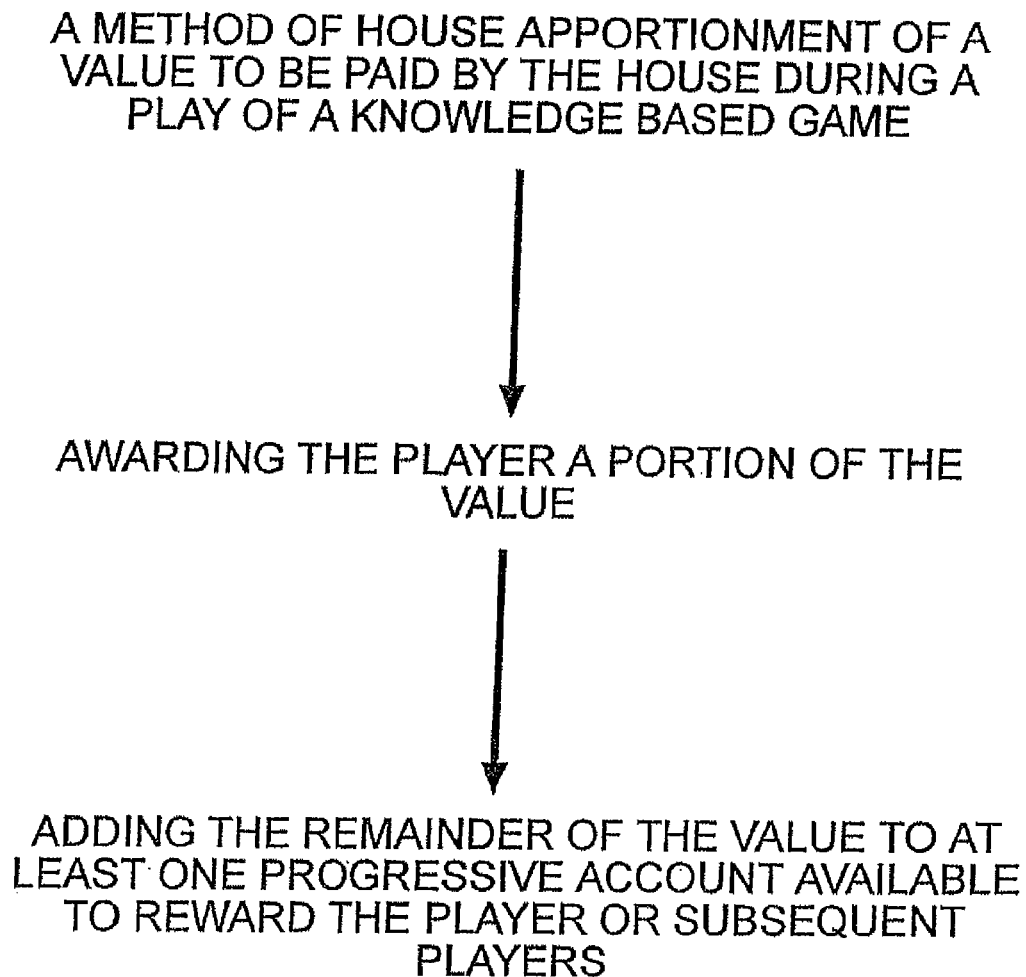 A METHOD OF HOUSE APPORTIONMENT OF A
VALUE TO BE PAID BY THE HOUSE DURING A
PLAY OF A KNOWLEDGE BASED GAME
AWARDING THE PLAYER A PORTION OF THE
VALUE
ADDING THE REMAINDER OF THE VALUE TO AT
LEAST ONE PROGRESSIVE ACCOUNT AVAILABLE
TO REWARD THE PLAYER OR SUBSEQUENT
PLAYERS